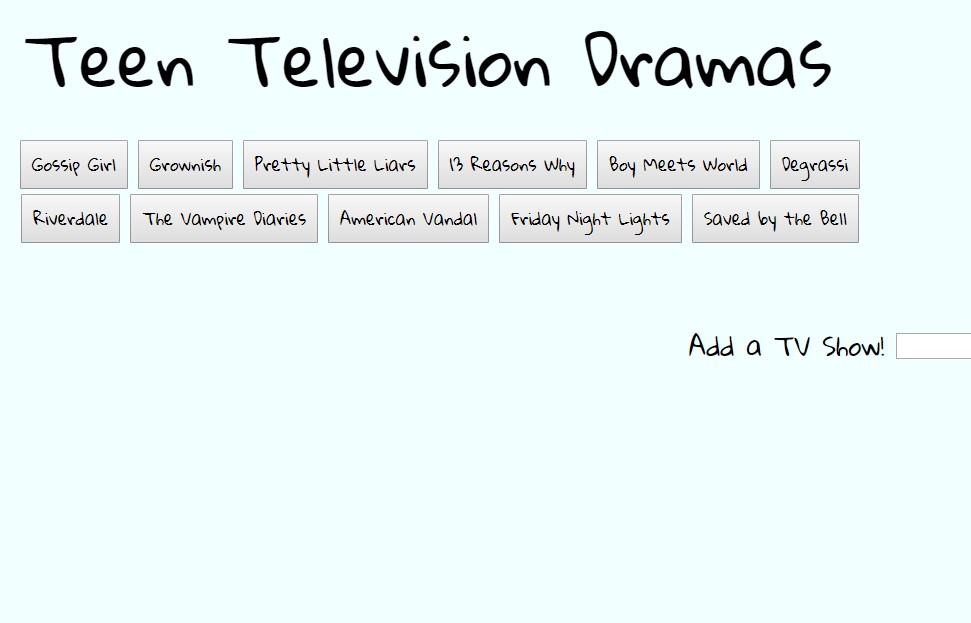 Teen Television Dramas
Gossip Girl Grownish Pretty Little Liars 13 Reasons Why Boy Meets World Degrassi
Riverdale The Vampire Diaries American Vandal Friday Night Lights Saved by the Bell
Add a TV Show!